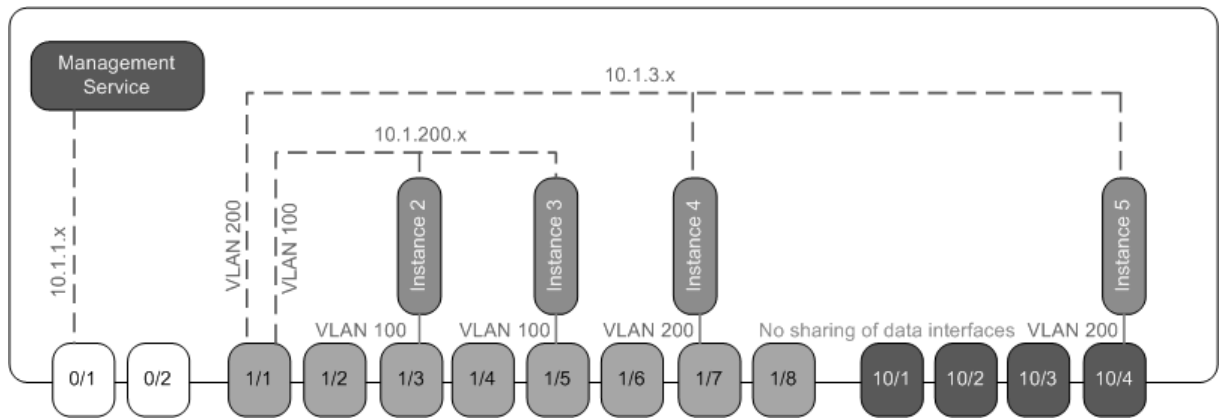 Management
Service
10.1.3.x
10.1.200.x
10.1.1.x
VLAN 200
VLAN 100
Instance 2
Instance 3
Instance 4
Instance 5
VLAN 100
VLAN 100
VLAN 200
No sharing of data interfaces
VLAN 200
0/1
0/2
1/1
1/2
1/3
1/4
1/5
1/6
1/7
1/8
10/1
10/2
10/3
10/4